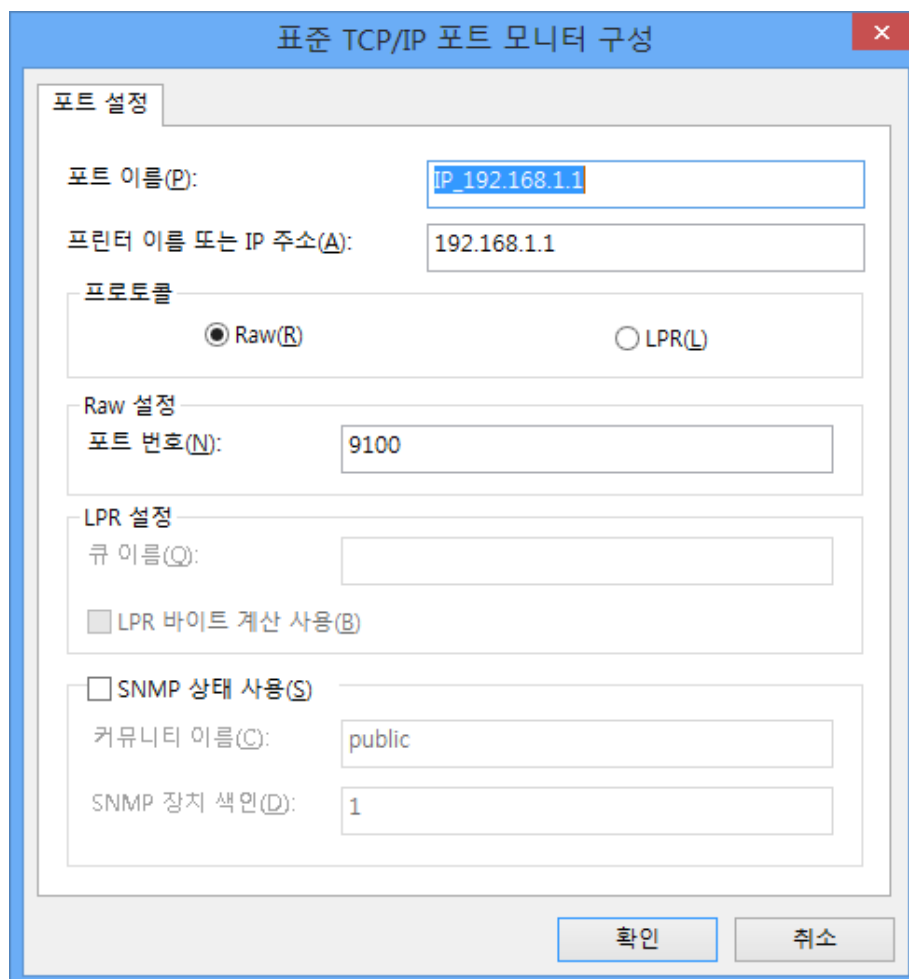 표준 TCP/IP 포트 모니터 구성
포트 설정
포트 이름(P):
IP_192.168.1.1
프린터 이름 또는 IP 주소(A):
192.168.1.1
프로토콜
Raw(R)
LPR(L)
Raw 설정
포트 번호(N):
9100
LPR 설정
큐 이름(Q):
LPR 바이트 계산 사용(B)
SNMP 상태 사용(S)
커뮤니티 이름(C):
public
SNMP 장치 색인(D):
1
확인
취소